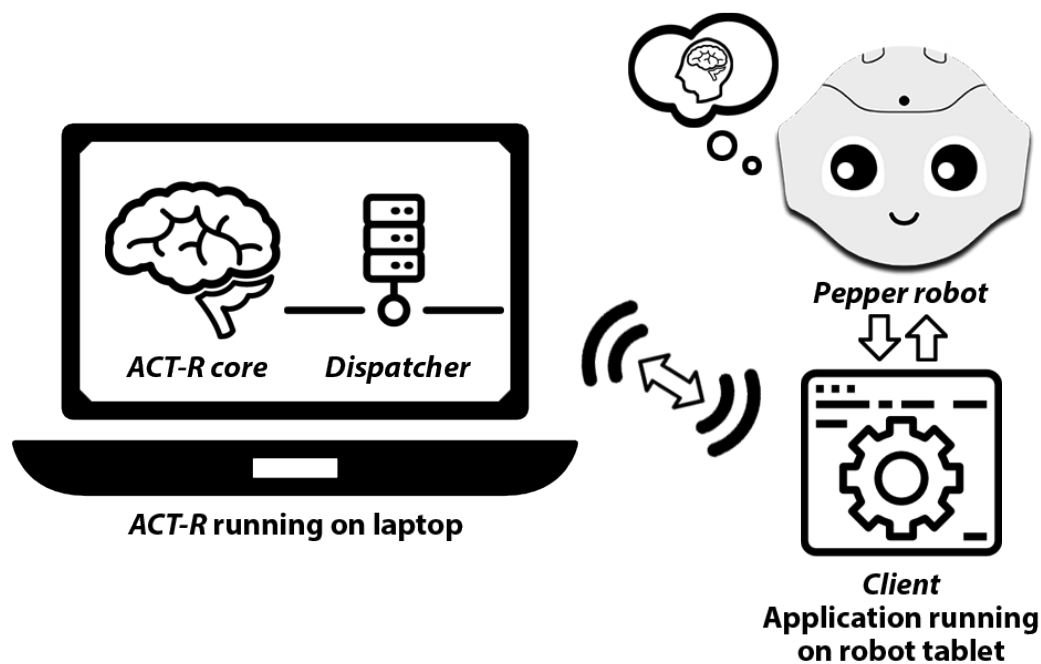 ACT-R core
Dispatcher
ACT-R running on laptop
Pepper robot
Client
Application running
on robot tablet